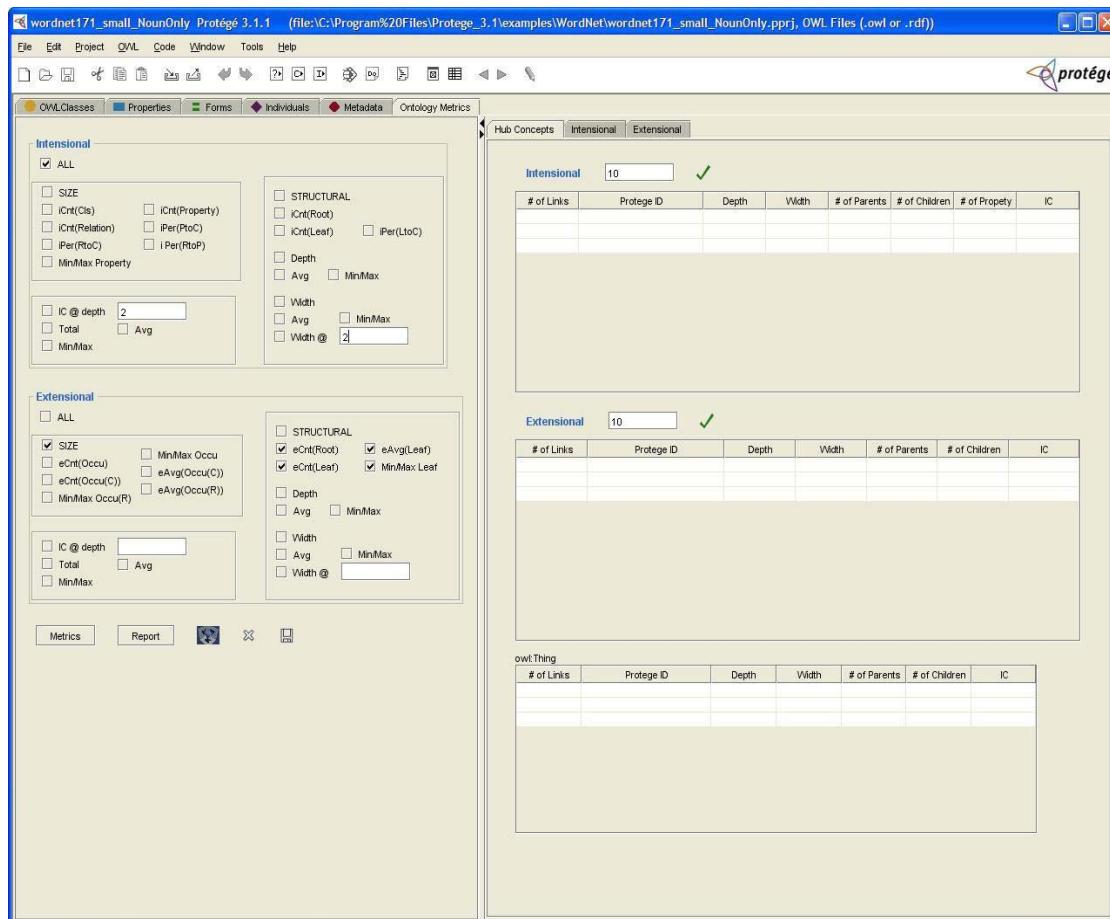 wordnet171_small_NounOnly Protégé 3.1.1 (file:\C:\Program%20Files\Protege_3.1\examples\WordNet\wordnet171_small_NounOnly.pprj, OWL Files (.owl or .rdf))
File Edit Project OWL Code Window Tools Help
protégé
OWLClasses Properties Forms Individuals Metadata Ontology Metrics
Intensional
ALL
SIZE
iCnt(Cls) iCnt(Property)
iCnt(Relation) iPer(PtoC)
iPer(RtoC) i Per(RtoP)
Min/Max Property
IC @ depth 2
Total Avg
Min/Max
STRUCTURAL
iCnt(Root)
iCnt(Leaf) iPer(LtoC)
Depth
Avg Min/Max
Width
Avg Min/Max
Width @ 2
Extensional
ALL
SIZE
eCnt(Occu) Min/Max Occu
eCnt(Occu(C)) eAvg(Occu(C))
Min/Max Occu(R) eAvg(Occu(R))
IC @ depth
Total Avg
Min/Max
STRUCTURAL
eCnt(Root) eAvg(Leaf)
eCnt(Leaf) Min/Max Leaf
Depth
Avg Min/Max
Width
Avg Min/Max
Width @
Metrics Report
Hub Concepts Intensional Extensional
Intensional 10
# of Links Protege ID Depth Width # of Parents # of Children # of Propety IC
Extensional 10
# of Links Protege ID Depth Width # of Parents # of Children IC
owl:Thing
# of Links Protege ID Depth Width # of Parents # of Children IC